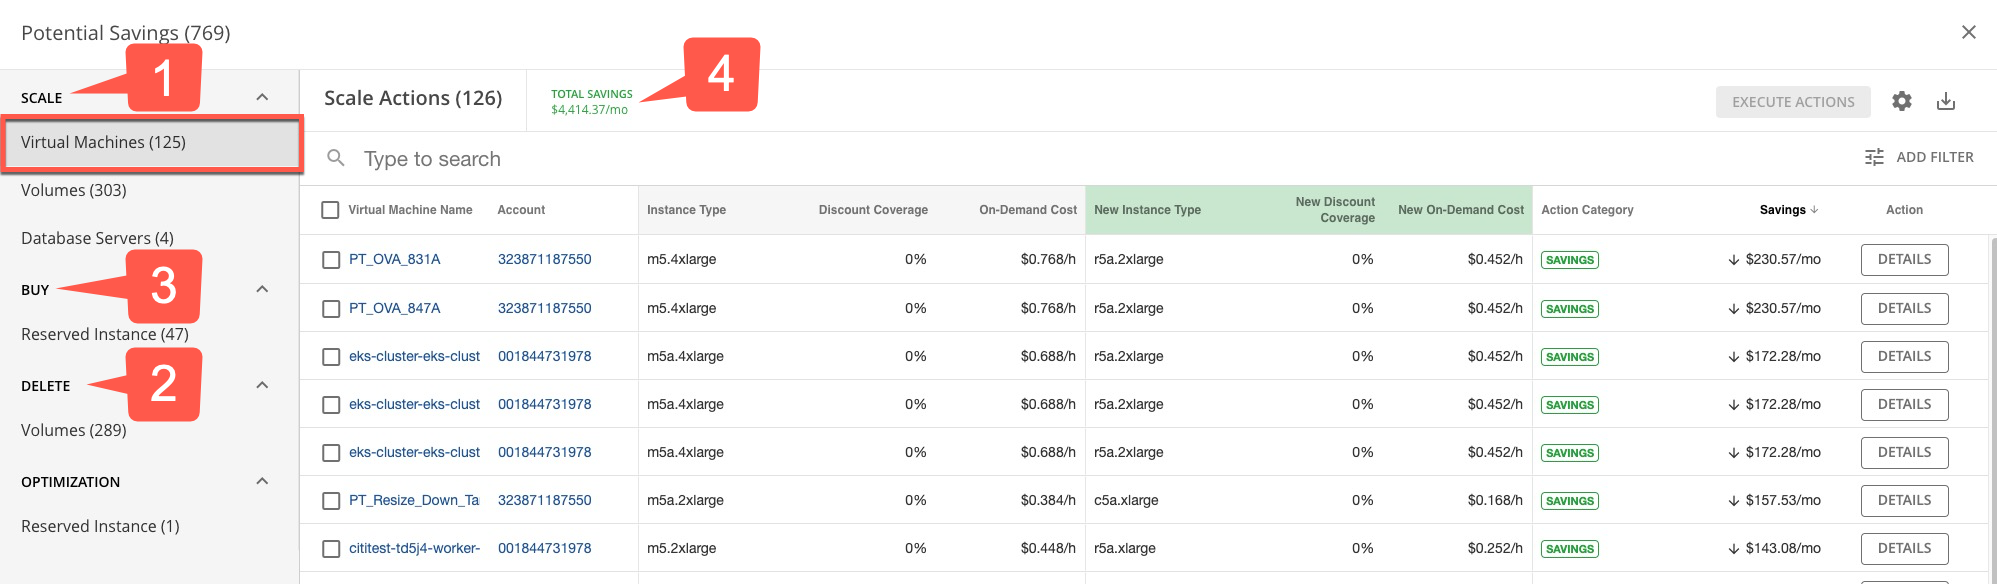 Potential Savings (769)
1
SCALE
Virtual Machines (125)
Volumes (303)
Database Servers (4)
3
BUY
Reserved Instance (47)
2
DELETE
Volumes (289)
OPTIMIZATION
Reserved Instance (1)
Scale Actions (126)
TOTAL SAVINGS
$4,414.37/mo
4
EXECUTE ACTIONS
Type to search
ADD FILTER
Virtual Machine Name Account Instance Type Discount Coverage On-Demand Cost New Instance Type New Discount Coverage New On-Demand Cost Action Category Savings ↓ Action
PT_OVA_831A 323871187550 m5.4xlarge 0% $0.768/h r5a.2xlarge 0% $0.452/h SAVINGS ↓ $230.57/mo DETAILS
PT_OVA_847A 323871187550 m5.4xlarge 0% $0.768/h r5a.2xlarge 0% $0.452/h SAVINGS ↓ $230.57/mo DETAILS
eks-cluster-eks-clust 001844731978 m5a.4xlarge 0% $0.688/h r5a.2xlarge 0% $0.452/h SAVINGS ↓ $172.28/mo DETAILS
eks-cluster-eks-clust 001844731978 m5a.4xlarge 0% $0.688/h r5a.2xlarge 0% $0.452/h SAVINGS ↓ $172.28/mo DETAILS
eks-cluster-eks-clust 001844731978 m5a.4xlarge 0% $0.688/h r5a.2xlarge 0% $0.452/h SAVINGS ↓ $172.28/mo DETAILS
PT_Resize_Down_Ta 323871187550 m5a.2xlarge 0% $0.384/h c5a.xlarge 0% $0.168/h SAVINGS ↓ $157.53/mo DETAILS
cititest-td5j4-worker- 001844731978 m5.2xlarge 0% $0.448/h r5a.xlarge 0% $0.252/h SAVINGS ↓ $143.08/mo DETAILS